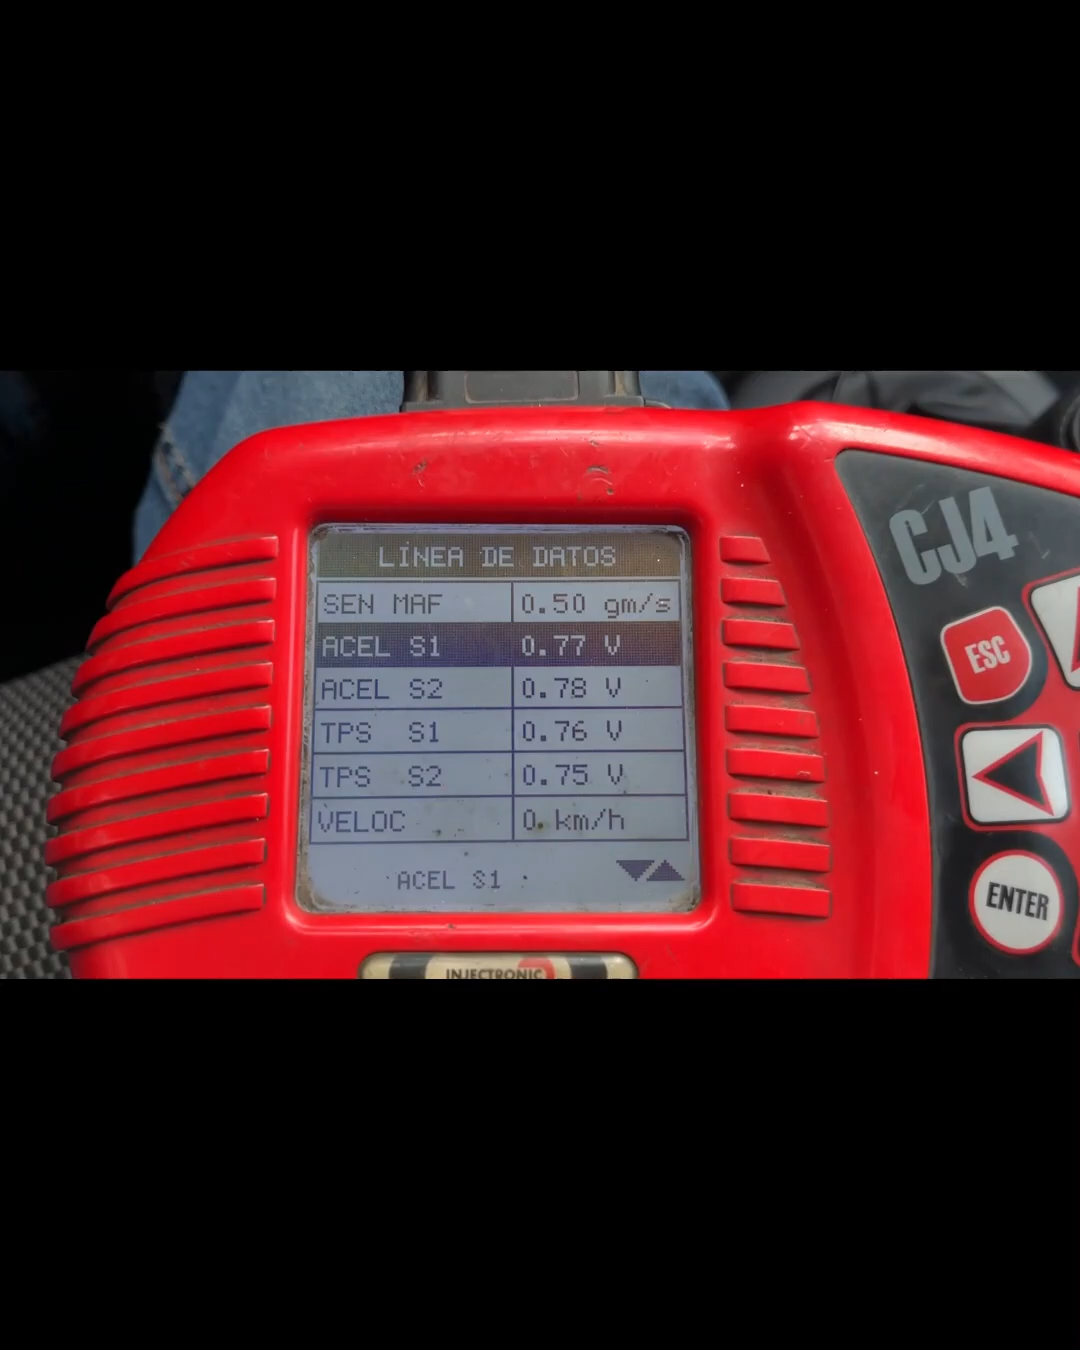 LINEA DE DATOS
SEN MAF 0.50 gm/s
ACEL S1 0.77 V
ACEL S2 0.78 V
TPS S1 0.76 V
TPS S2 0.75 V
VELOC 0 km/h
ACEL S1
CJ4
ESC
ENTER
INJECTRONIC